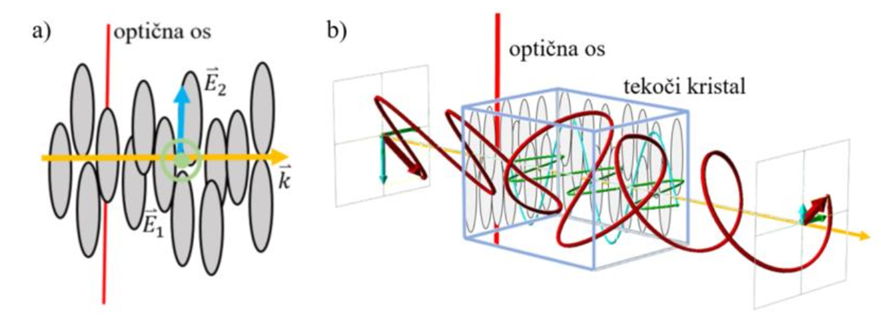 a)
optična os
E⃗₂
k⃗
E⃗₁
b)
optična os
tekoči kristal